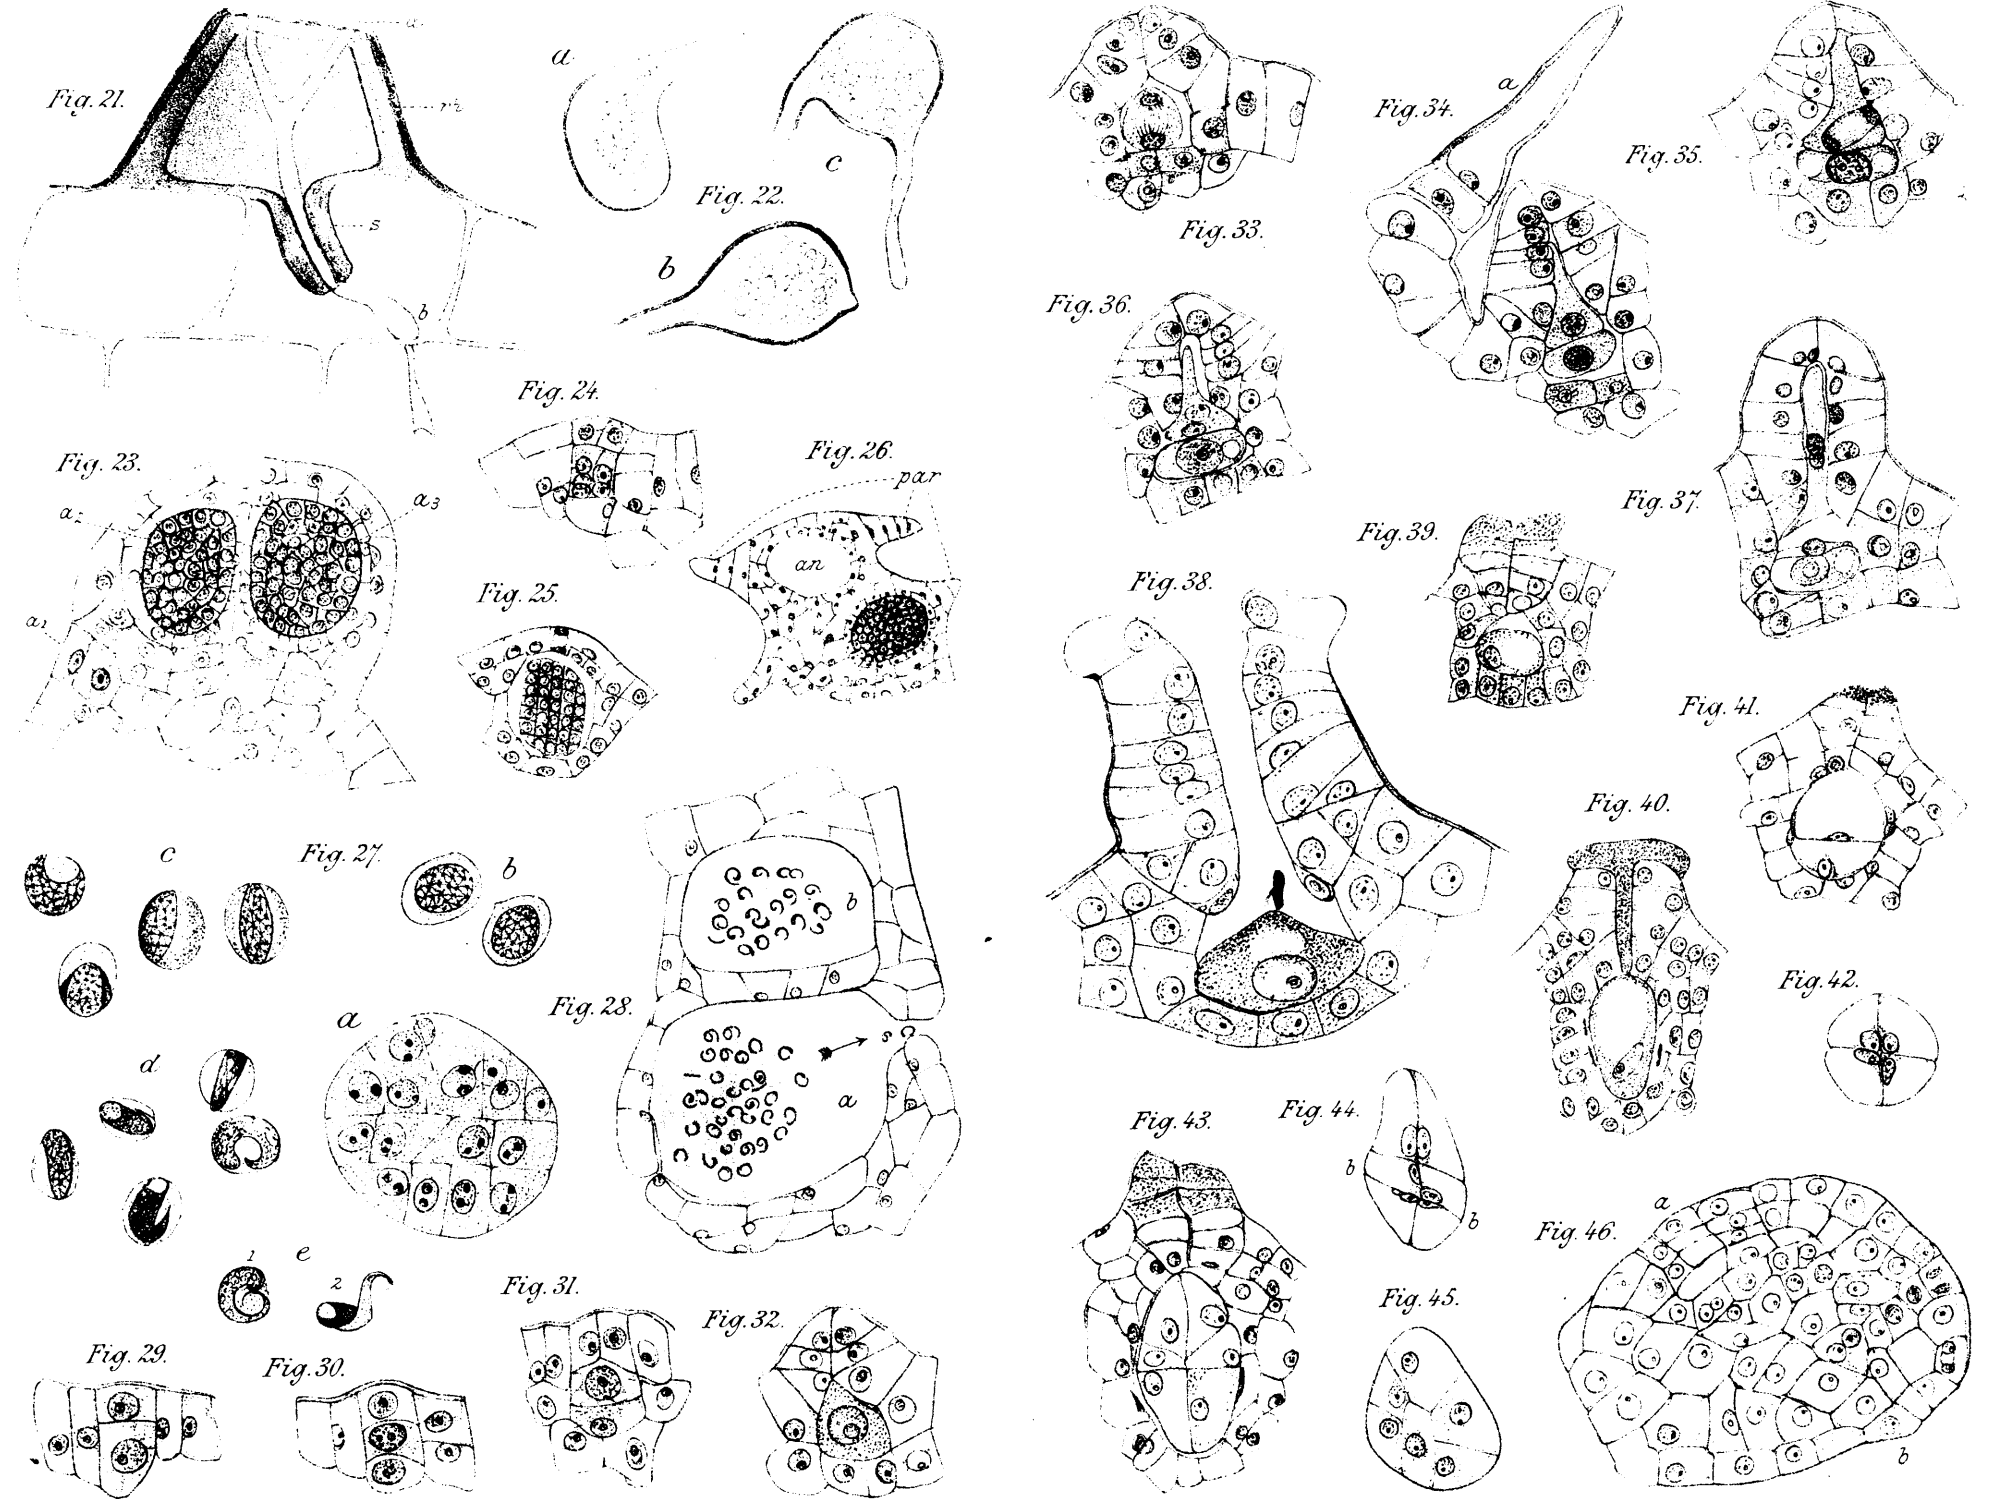 a
Fig. 21.
ri
s
b
a
c
Fig. 22.
b
Fig. 23.
a2
a3
a1
Fig. 24.
Fig. 26.
par
an
Fig. 25.
c
Fig. 27.
b
d
a
e
1
2
Fig. 28.
b
s
a
Fig. 29.
Fig. 30.
Fig. 31.
Fig. 32.
Fig. 33.
Fig. 34.
a
Fig. 35.
Fig. 36.
Fig. 37.
Fig. 38.
Fig. 39.
Fig. 40.
Fig. 41.
Fig. 42.
Fig. 43.
Fig. 44.
b
b
Fig. 45.
Fig. 46.
a
b